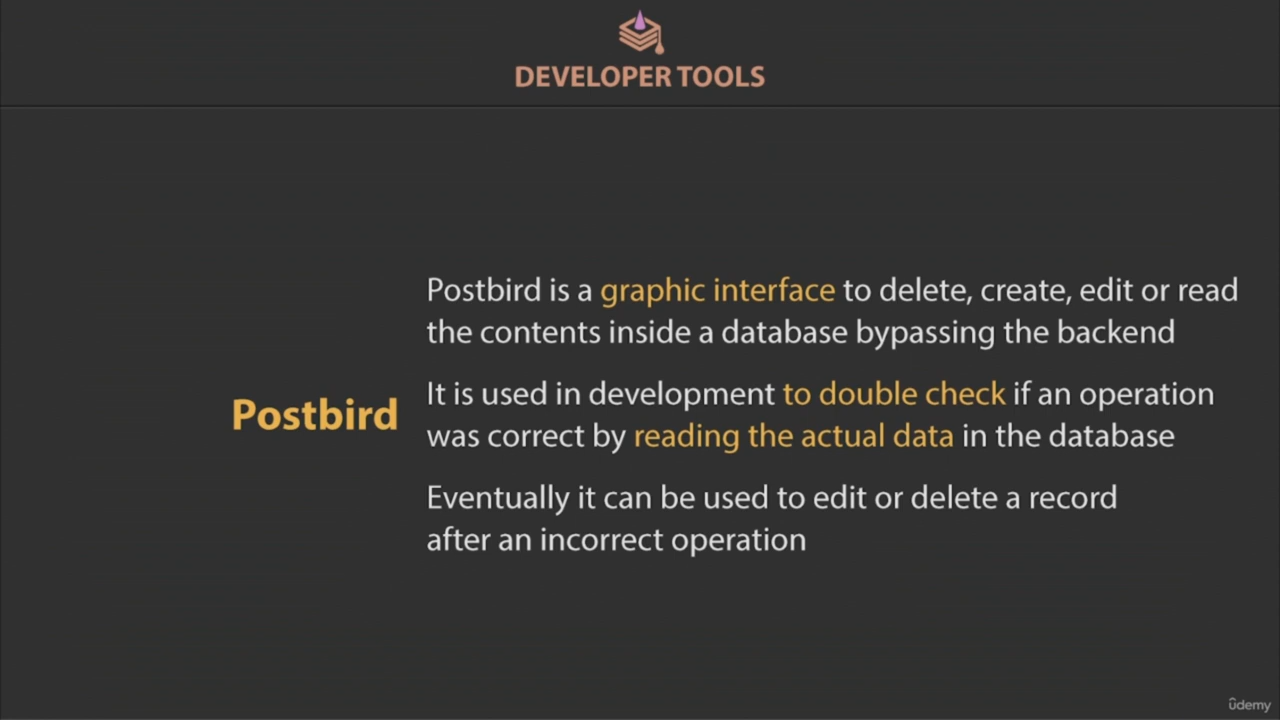 DEVELOPER TOOLS
Postbird is a graphic interface to delete, create, edit or read
the contents inside a database bypassing the backend
It is used in development to double check if an operation
Postbird
was correct by reading the actual data in the database
Eventually it can be used to edit or delete a record
after an incorrect operation
ûdemy